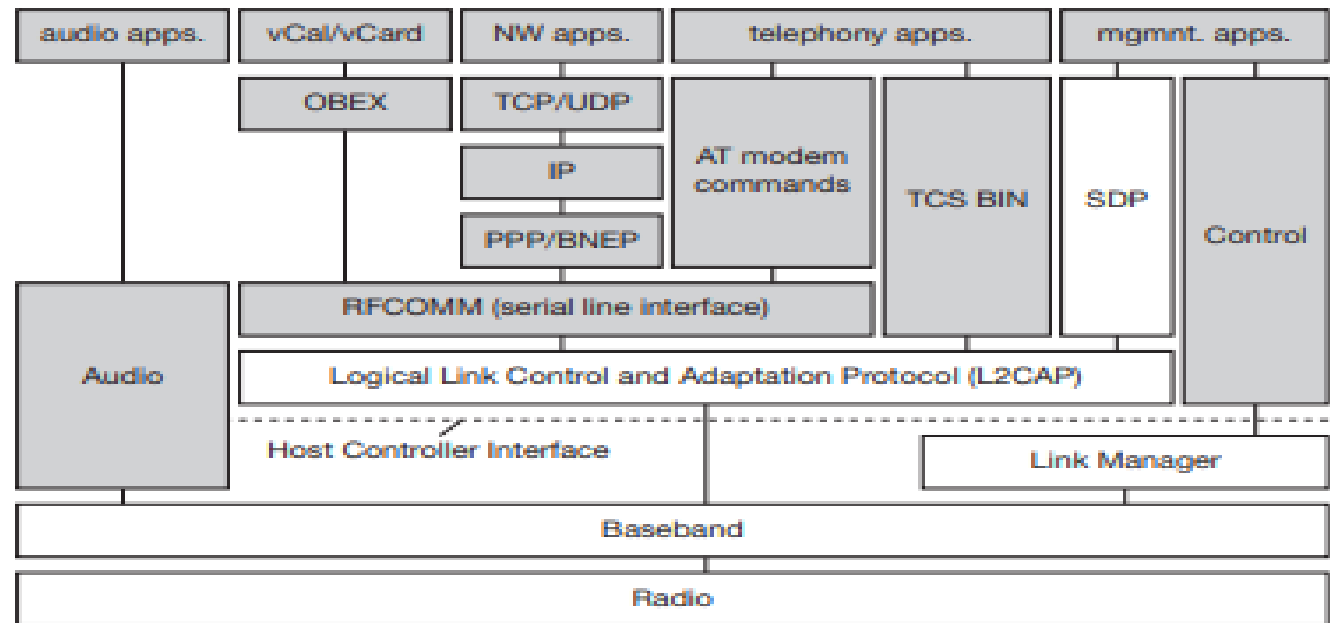 audio apps.
vCal/vCard
NW apps.
telephony apps.
mgmnt. apps.
OBEX
TCP/UDP
AT modem
commands
TCS BIN
SDP
Control
IP
PPP/BNEP
RFCOMM (serial line interface)
Audio
Logical Link Control and Adaptation Protocol (L2CAP)
Host Controller Interface
Link Manager
Baseband
Radio